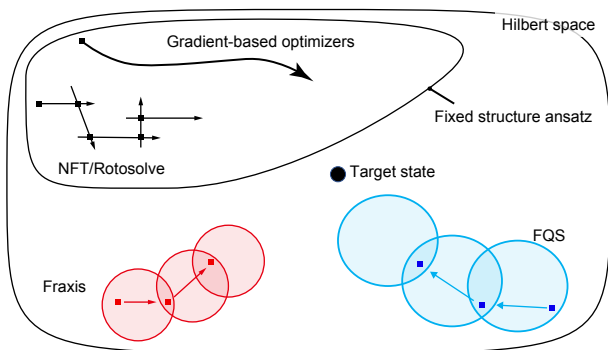 Hilbert space
Gradient-based optimizers
Fixed structure ansatz
NFT/Rotosolve
Target state
FQS
Fraxis